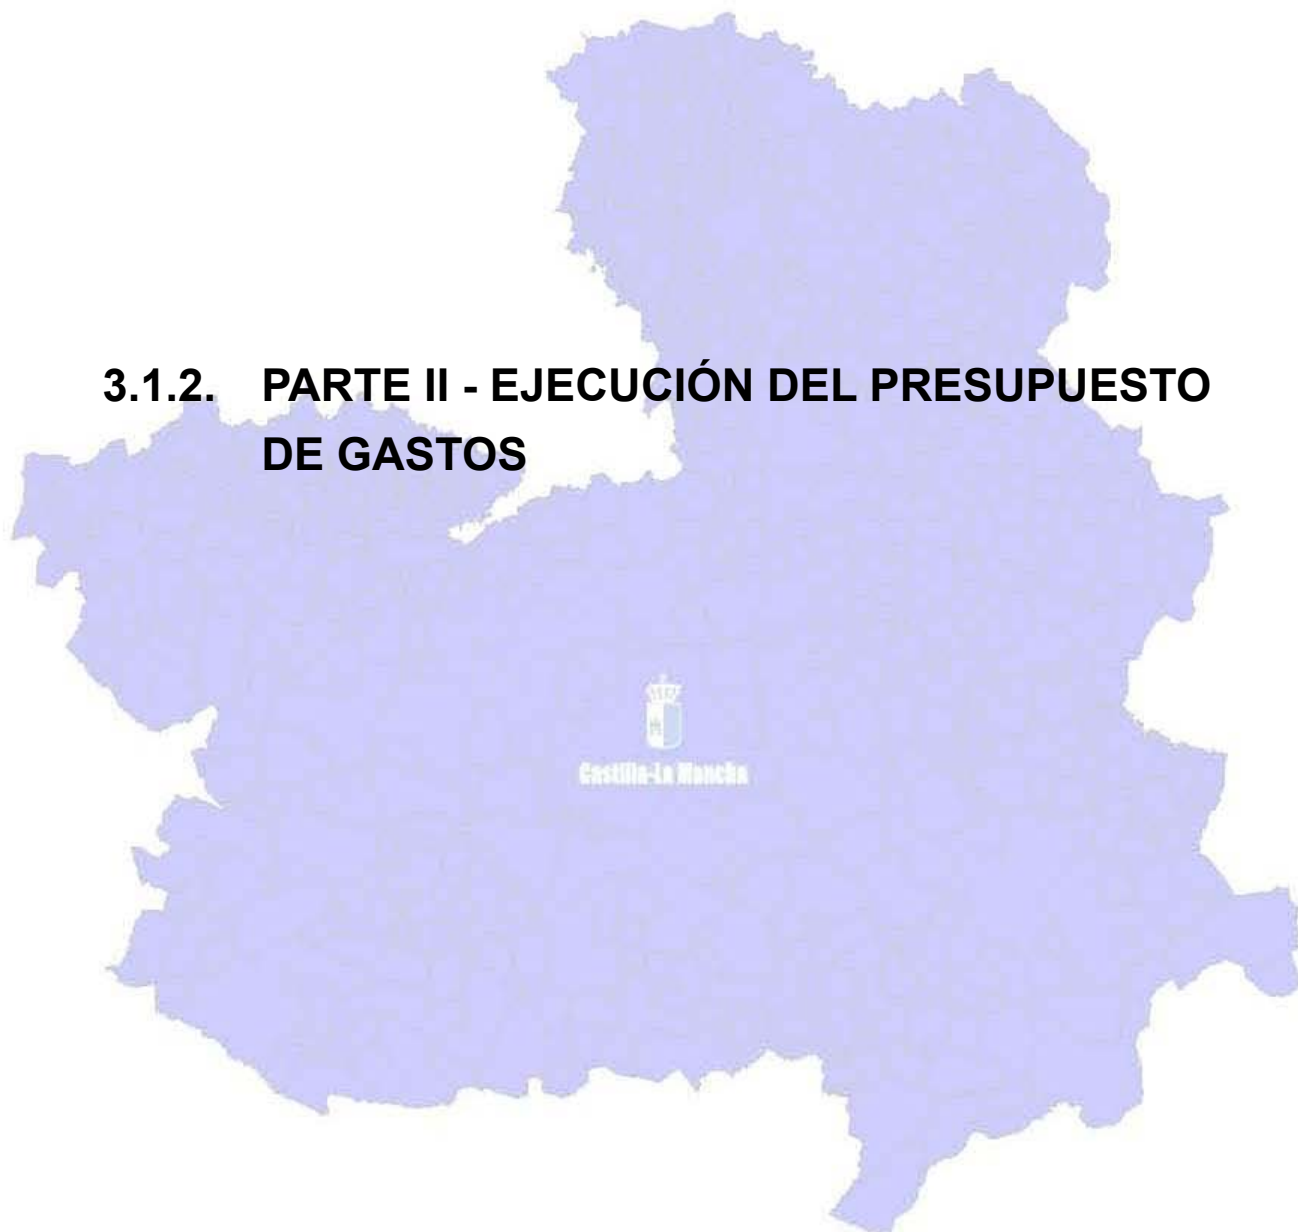 3.1.2. PARTE II - EJECUCIÓN DEL PRESUPUESTO
DE GASTOS
Castilla-La Mancha